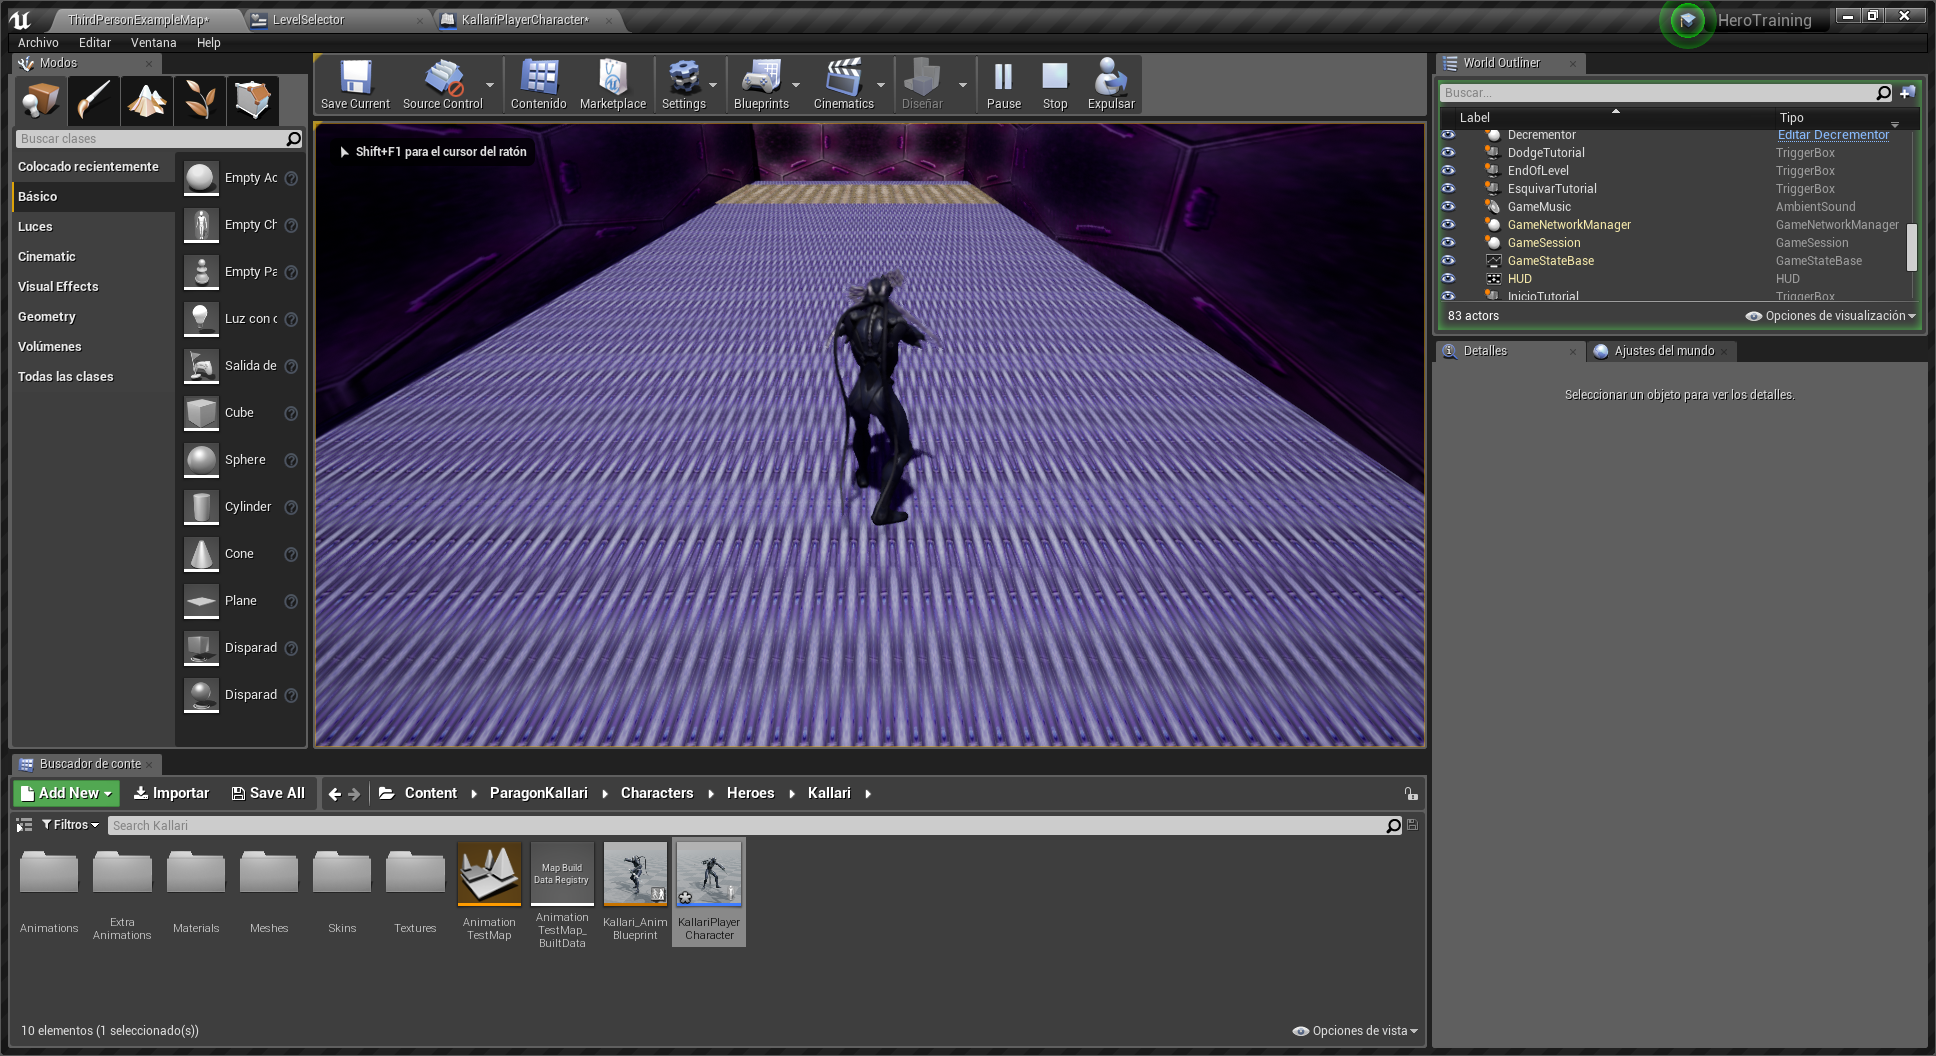 ThirdPersonExampleMap*
LevelSelector
KallariPlayerCharacter*
HeroTraining
Archivo Editar Ventana Help
Modos
Save Current
Source Control
Contenido
Marketplace
Settings
Blueprints
Cinematics
Diseñar
Pause
Stop
Expulsar
Buscar clases
Colocado recientemente
Básico
Luces
Cinematic
Visual Effects
Geometry
Volúmenes
Todas las clases
Empty Ac
Empty Ch
Empty Pa
Luz con c
Salida de
Cube
Sphere
Cylinder
Cone
Plane
Disparad
Disparad
Shift+F1 para el cursor del ratón
World Outliner
Buscar...
Label Tipo
Decrementor Editar Decrementor
DodgeTutorial TriggerBox
EndOfLevel TriggerBox
EsquivarTutorial TriggerBox
GameMusic AmbientSound
GameNetworkManager GameNetworkManager
GameSession GameSession
GameStateBase GameStateBase
HUD HUD
InicioTutorial TriggerBox
83 actors
Opciones de visualización
Detalles
Ajustes del mundo
Seleccionar un objeto para ver los detalles.
Buscador de conte
Add New
Importar
Save All
Content ParagonKallari Characters Heroes Kallari
Filtros
Search Kallari
Animations
Extra
Animations
Materials
Meshes
Skins
Textures
Animation
TestMap
Map Build
Data Registry
Animation
TestMap_
BuiltData
Kallari_Anim
Blueprint
KallariPlayer
Character
10 elementos (1 seleccionado(s))
Opciones de vista